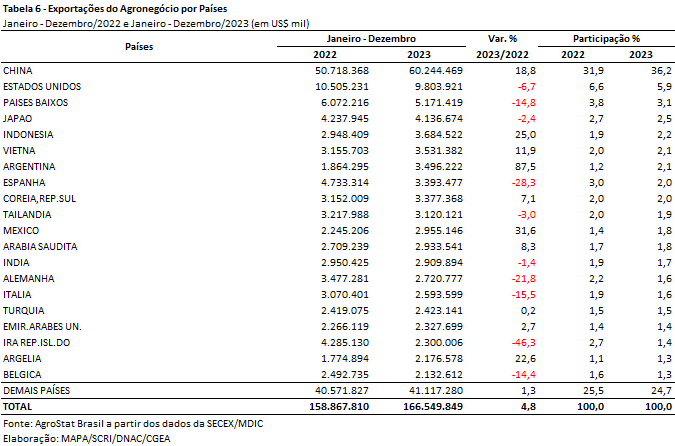 Tabela 6 - Exportações do Agronegócio por Países
Janeiro - Dezembro/2022 e Janeiro - Dezembro/2023 (em US$ mil)
Países Janeiro - Dezembro Var. % Participação %
2022 2023 2023/2022 2022 2023
CHINA 50.718.368 60.244.469 18,8 31,9 36,2
ESTADOS UNIDOS 10.505.231 9.803.921 -6,7 6,6 5,9
PAISES BAIXOS 6.072.216 5.171.419 -14,8 3,8 3,1
JAPAO 4.237.945 4.136.674 -2,4 2,7 2,5
INDONESIA 2.948.409 3.684.522 25,0 1,9 2,2
VIETNA 3.155.703 3.531.382 11,9 2,0 2,1
ARGENTINA 1.864.295 3.496.222 87,5 1,2 2,1
ESPANHA 4.733.314 3.393.477 -28,3 3,0 2,0
COREIA,REP.SUL 3.152.009 3.377.368 7,1 2,0 2,0
TAILANDIA 3.217.988 3.120.121 -3,0 2,0 1,9
MEXICO 2.245.206 2.955.146 31,6 1,4 1,8
ARABIA SAUDITA 2.709.239 2.933.541 8,3 1,7 1,8
INDIA 2.950.425 2.909.894 -1,4 1,9 1,7
ALEMANHA 3.477.281 2.720.777 -21,8 2,2 1,6
ITALIA 3.070.401 2.593.599 -15,5 1,9 1,6
TURQUIA 2.419.075 2.423.141 0,2 1,5 1,5
EMIR.ARABES UN. 2.266.119 2.327.699 2,7 1,4 1,4
IRA REP.ISL.DO 4.285.130 2.300.006 -46,3 2,7 1,4
ARGELIA 1.774.894 2.176.578 22,6 1,1 1,3
BELGICA 2.492.735 2.132.612 -14,4 1,6 1,3
DEMAIS PAÍSES 40.571.827 41.117.280 1,3 25,5 24,7
TOTAL 158.867.810 166.549.849 4,8 100,0 100,0
Fonte: AgroStat Brasil a partir dos dados da SECEX/MDIC
Elaboração: MAPA/SCRI/DNAC/CGEA